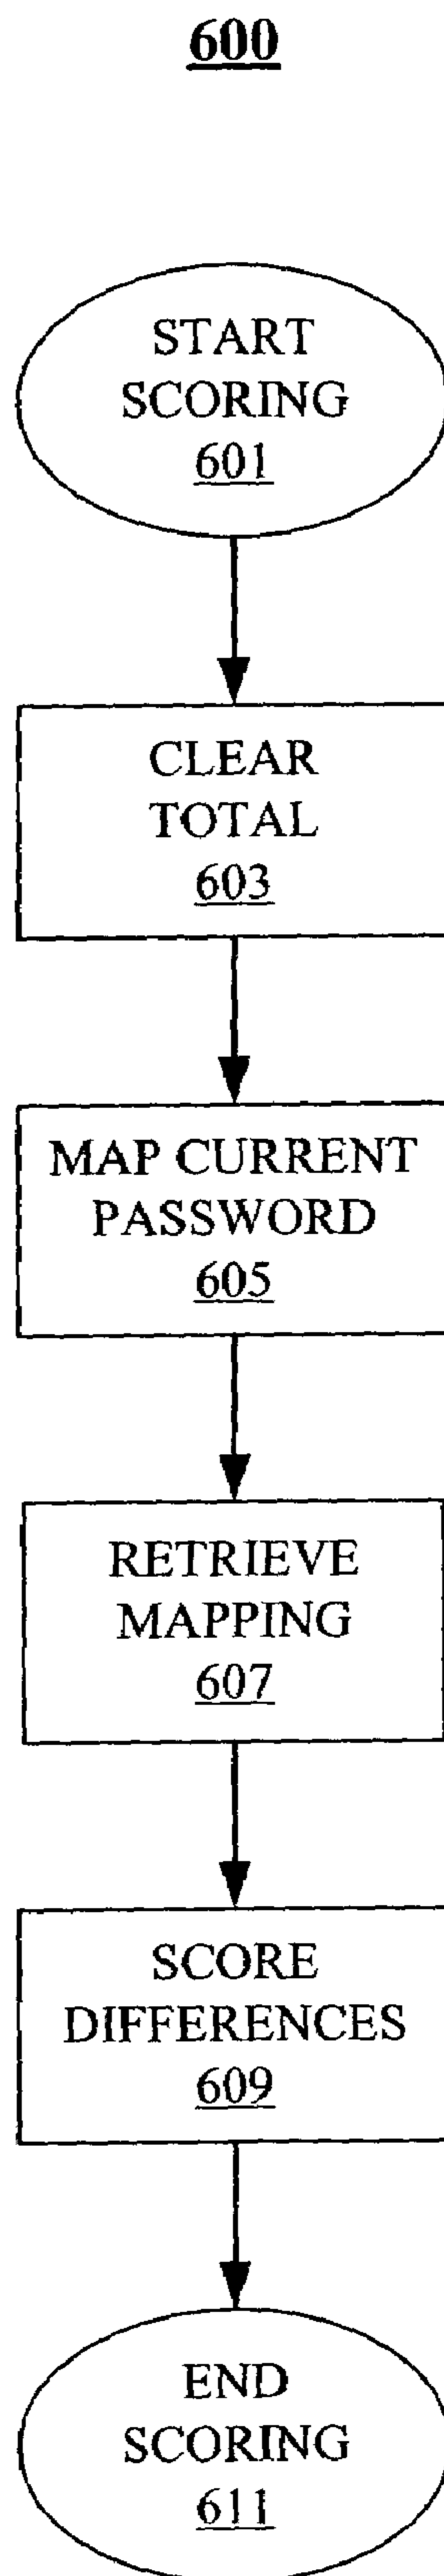 600
START
SCORING
601
CLEAR
TOTAL
603
MAP CURRENT
PASSWORD
605
RETRIEVE
MAPPING
607
SCORE
DIFFERENCES
609
END
SCORING
611